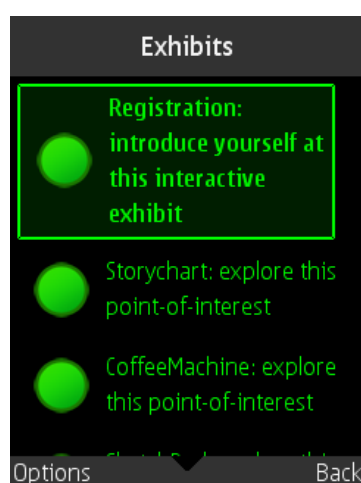 Exhibits
Registration:
introduce yourself at
this interactive
exhibit
Storychart: explore this
point-of-interest
CoffeeMachine: explore
this point-of-interest
Options Back